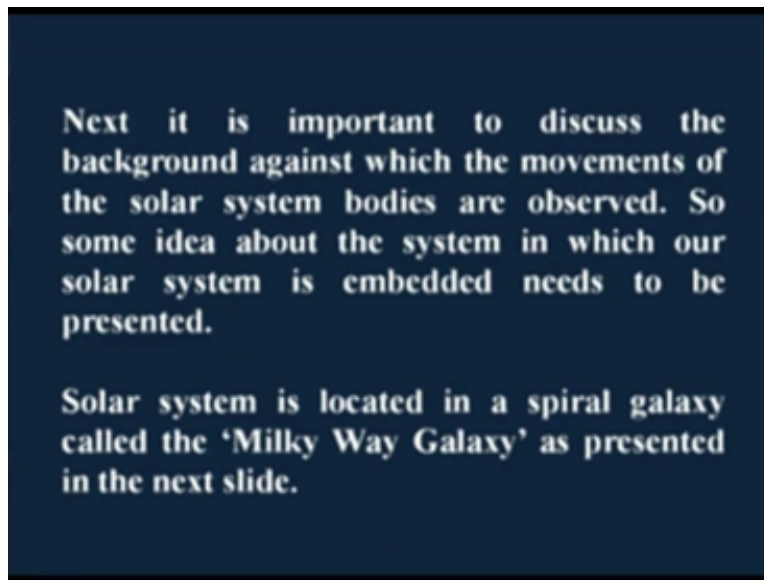 Next it is important to discuss the
background against which the movements of
the solar system bodies are observed. So
some idea about the system in which our
solar system is embedded needs to be
presented.
Solar system is located in a spiral galaxy
called the ‘Milky Way Galaxy’ as presented
in the next slide.